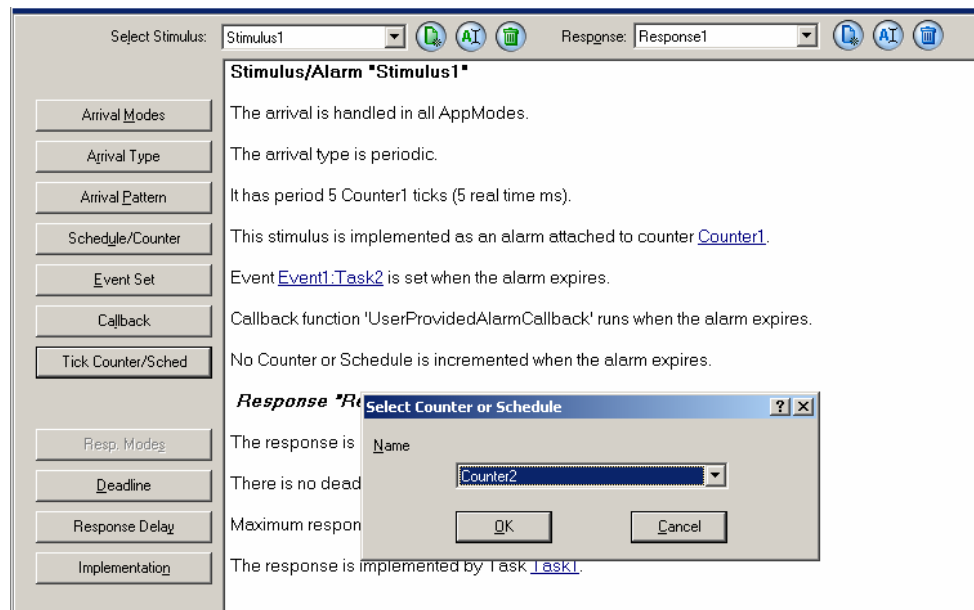 Select Stimulus: Stimulus1 Response: Response1
Stimulus/Alarm "Stimulus1"
Arrival Modes
The arrival is handled in all AppModes.
Arrival Type
The arrival type is periodic.
Arrival Pattern
It has period 5 Counter1 ticks (5 real time ms).
Schedule/Counter
This stimulus is implemented as an alarm attached to counter Counter1.
Event Set
Event Event1:Task2 is set when the alarm expires.
Callback
Callback function 'UserProvidedAlarmCallback' runs when the alarm expires.
Tick Counter/Sched
No Counter or Schedule is incremented when the alarm expires.
Response "Re
Select Counter or Schedule
Resp. Modes
The response is
Name
Counter2
Deadline
There is no dead
Response Delay
Maximum respon
OK Cancel
Implementation
The response is implemented by Task Task1.